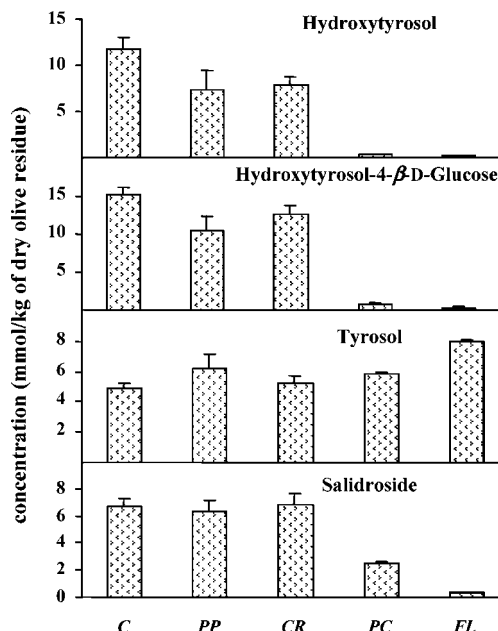 concentration (mmol/kg of dry olive residue)
Hydroxytyrosol
15
10
5
Hydroxytyrosol-4-β-D-Glucose
15
10
5
Tyrosol
8
6
4
2
Salidroside
8
6
4
2
0
C PP CR PC FL